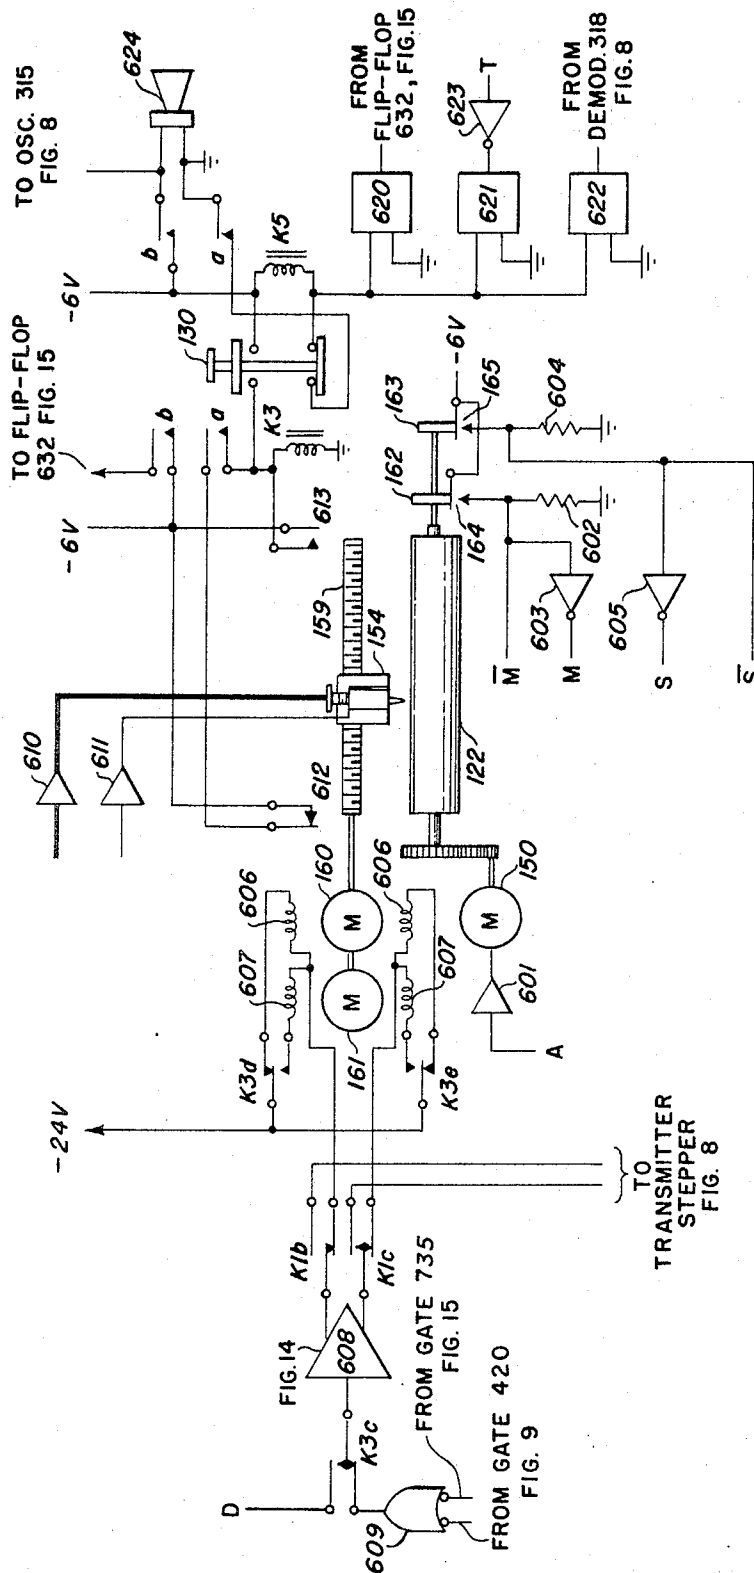 TO OSC. 315
FIG. 8
624
b
a
-6V
K5
130
FROM
FLIP-FLOP
632, FIG.15
620
623
T
621
FROM
DEMOD. 318
FIG. 8
622
TO FLIP-FLOP
632 FIG. 15
b
a
-6V
K3
613
-6V
163
165
604
162
164
602
159
154
610
611
612
603
605
M
M
S
S
122
160
M
606
607
161
M
606
607
150
M
601
A
K3d
K3e
-24V
K1b
K1c
TO
TRANSMITTER
STEPPER
FIG. 8
FIG.14
608
K3c
D
609
FROM GATE 735
FIG. 15
FROM GATE 420
FIG. 9